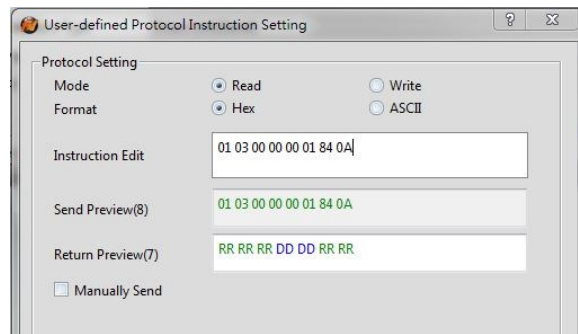 User-defined Protocol Instruction Setting
Protocol Setting
Mode Read Write
Format Hex ASCII
Instruction Edit 01 03 00 00 00 01 84 0A
Send Preview(8) 01 03 00 00 00 01 84 0A
Return Preview(7) RR RR RR DD DD RR RR
Manually Send